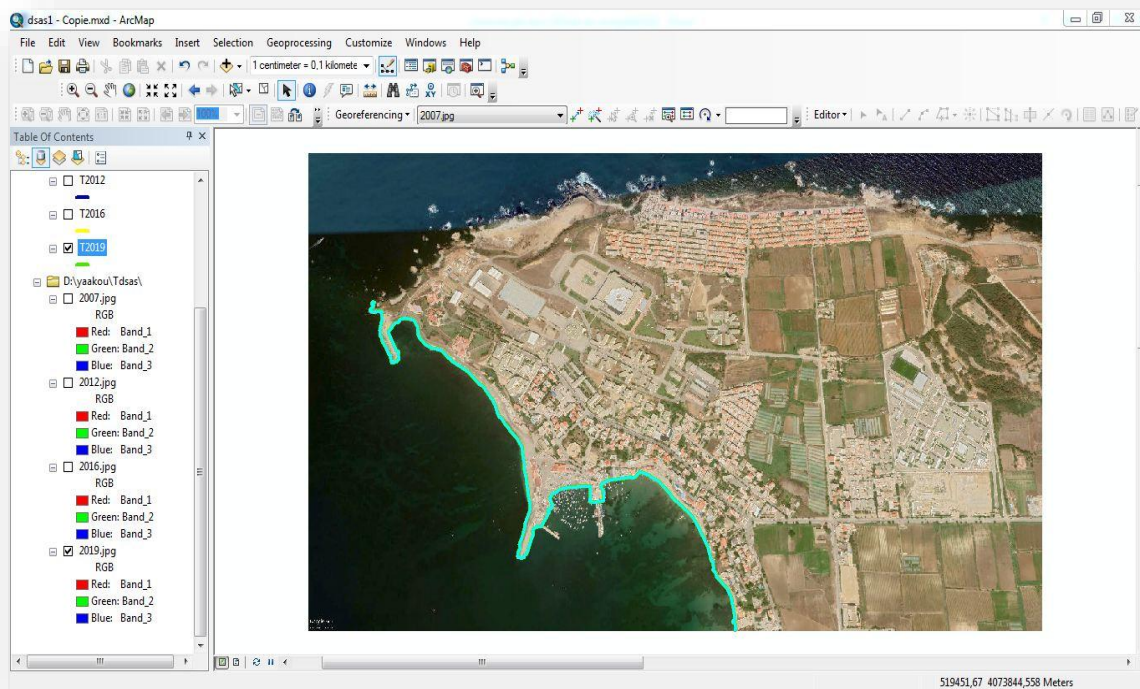 dsas1 - Copie.mxd - ArcMap
File Edit View Bookmarks Insert Selection Geoprocessing Customize Windows Help
1 centimeter = 0,1 kilomete
100%
Georeferencing 2007.jpg Editor
Table Of Contents
T2012
T2016
T2019
D:\yaakou\Tdsas\
2007.jpg
RGB
Red: Band_1
Green: Band_2
Blue: Band_3
2012.jpg
RGB
Red: Band_1
Green: Band_2
Blue: Band_3
2016.jpg
RGB
Red: Band_1
Green: Band_2
Blue: Band_3
2019.jpg
RGB
Red: Band_1
Green: Band_2
Blue: Band_3
519451,67 4073844,558 Meters